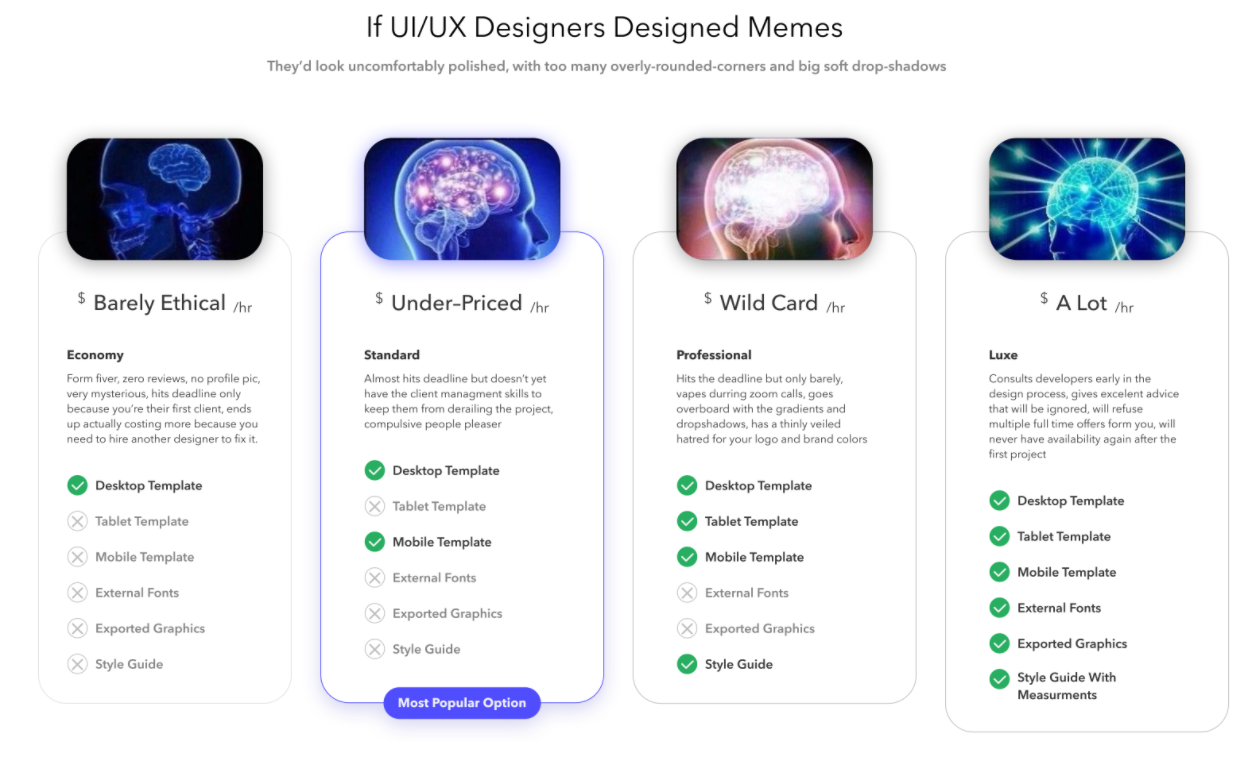 If UI/UX Designers Designed Memes
They'd look uncomfortably polished, with too many overly-rounded-corners and big soft drop-shadows
$ Barely Ethical /hr
Economy
Form fiver, zero reviews, no profile pic,
very mysterious, hits deadline only
because you're their first client, ends
up actually costing more because you
need to hire another designer to fix it.
Desktop Template
Tablet Template
Mobile Template
External Fonts
Exported Graphics
Style Guide
$ Under-Priced /hr
Standard
Almost hits deadline but doesn't yet
have the client managment skills to
keep them from derailing the project,
compulsive people pleaser
Desktop Template
Tablet Template
Mobile Template
External Fonts
Exported Graphics
Style Guide
Most Popular Option
$ Wild Card /hr
Professional
Hits the deadline but only barely,
vapes durring zoom calls, goes
overboard with the gradients and
dropshadows, has a thinly veiled
hatred for your logo and brand colors
Desktop Template
Tablet Template
Mobile Template
External Fonts
Exported Graphics
Style Guide
$ A Lot /hr
Luxe
Consults developers early in the
design process, gives excelent advice
that will be ignored, will refuse
multiple full time offers form you, will
never have availability again after the
first project
Desktop Template
Tablet Template
Mobile Template
External Fonts
Exported Graphics
Style Guide With
Measurments